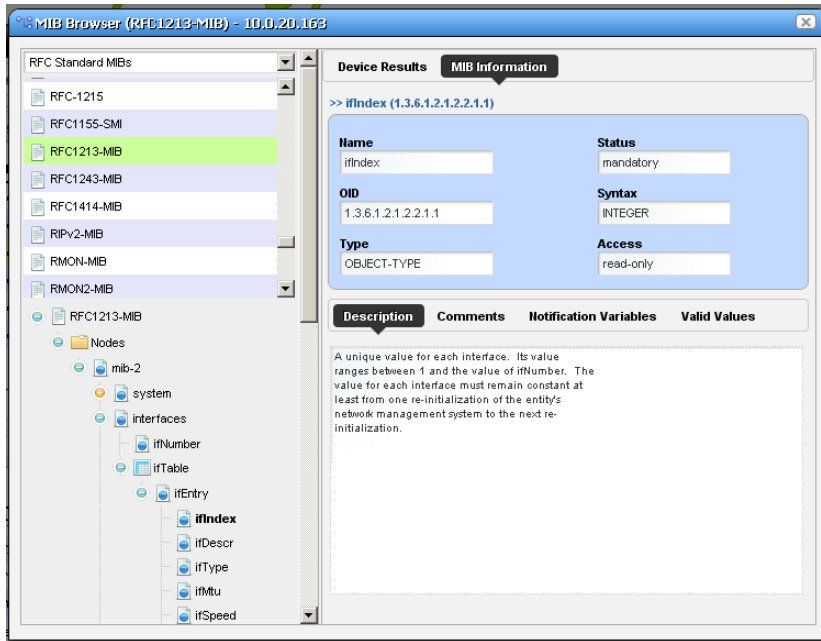 MIB Browser (RFC1213-MIB) - 10.0.20.163
RFC Standard MIBs
RFC-1215
RFC1155-SMI
RFC1213-MIB
RFC1243-MIB
RFC1414-MIB
RIPv2-MIB
RMON-MIB
RMON2-MIB
RFC1213-MIB
Nodes
mib-2
system
interfaces
ifNumber
ifTable
ifEntry
ifIndex
ifDescr
ifType
ifMtu
ifSpeed
Device Results MIB Information
>> ifIndex (1.3.6.1.2.1.2.2.1.1)
Name Status
ifIndex mandatory
OID Syntax
1.3.6.1.2.1.2.2.1.1 INTEGER
Type Access
OBJECT-TYPE read-only
Description Comments Notification Variables Valid Values
A unique value for each interface. Its value
ranges between 1 and the value of ifNumber. The
value for each interface must remain constant at
least from one re-initialization of the entity's
network management system to the next re-
initialization.